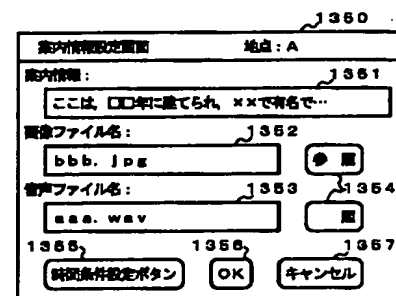 1350
案内情報設定画面 地点:A
案内情報: 1351
ここは、□□年に建てられ、××で有名で…
画像ファイル名: 1352
bbb.jpg 参 照
音声ファイル名: 1353 1354
aaa.wav 照
1355 1356 1357
時間条件設定ボタン OK キャンセル